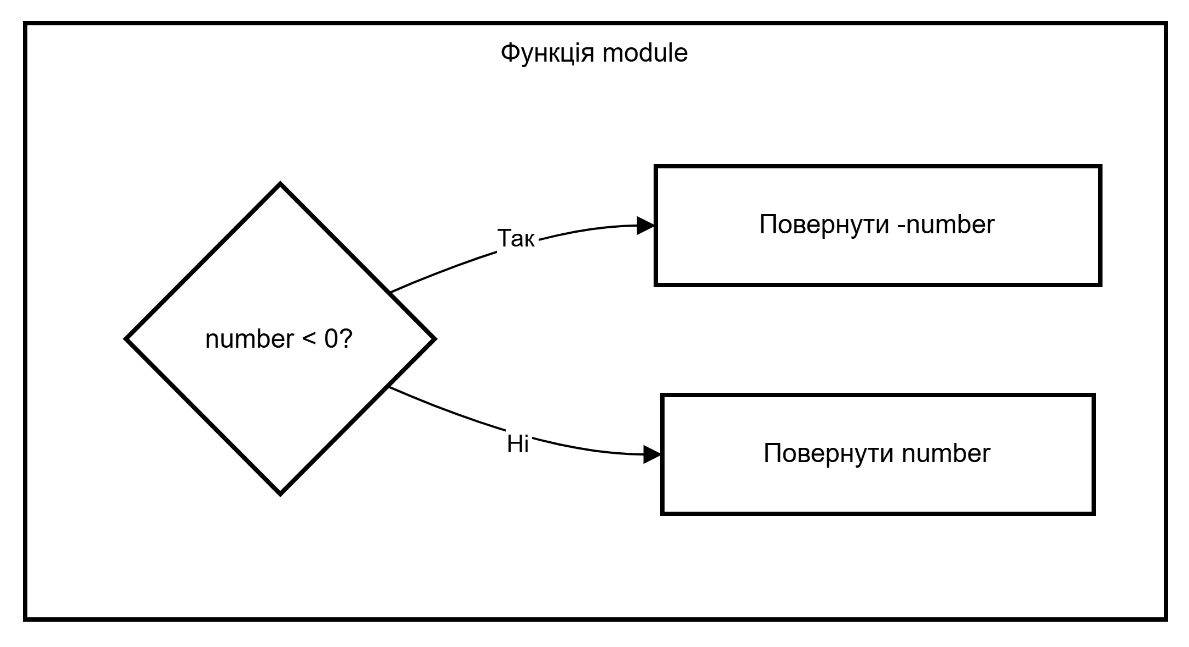 Функція module
number < 0?
Так
Повернути -number
Ні
Повернути number